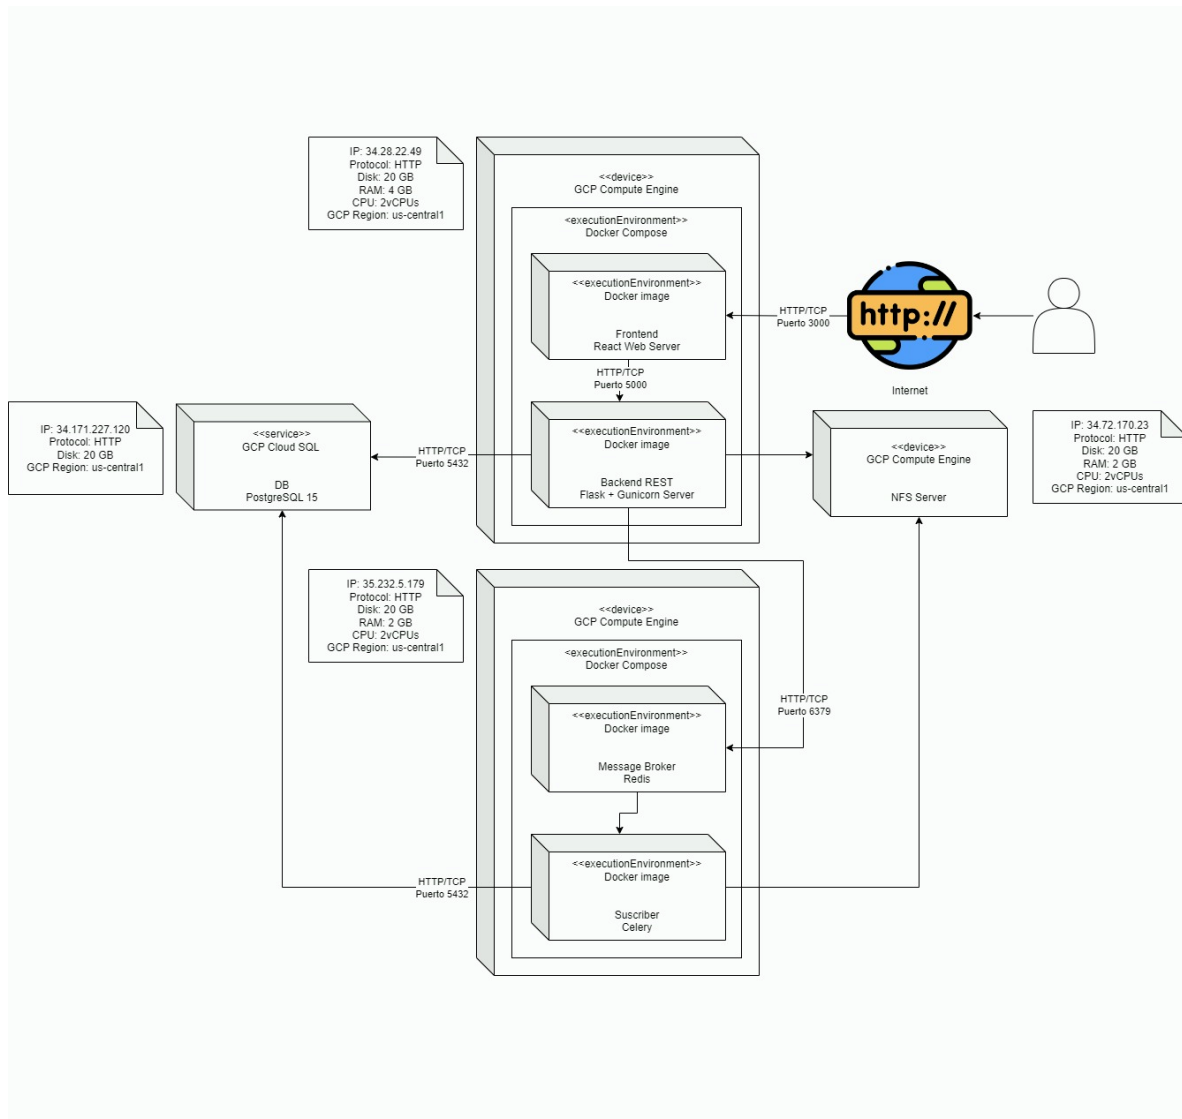 IP: 34.28.22.49
Protocol: HTTP
Disk: 20 GB
RAM: 4 GB
CPU: 2vCPUs
GCP Region: us-central1
<<device>>
GCP Compute Engine
<executionEnvironment>>
Docker Compose
<<executionEnvironment>>
Docker image
Frontend
React Web Server
HTTP/TCP
Puerto 3000
http://
Internet
HTTP/TCP
Puerto 5000
IP: 34.171.227.120
Protocol: HTTP
Disk: 20 GB
GCP Region: us-central1
<<service>>
GCP Cloud SQL
DB
PostgreSQL 15
HTTP/TCP
Puerto 5432
<<executionEnvironment>>
Docker image
Backend REST
Flask + Gunicorn Server
<<device>>
GCP Compute Engine
NFS Server
IP: 34.72.170.23
Protocol: HTTP
Disk: 20 GB
RAM: 2 GB
CPU: 2vCPUs
GCP Region: us-central1
IP: 35.232.5.179
Protocol: HTTP
Disk: 20 GB
RAM: 2 GB
CPU: 2vCPUs
GCP Region: us-central1
<<device>>
GCP Compute Engine
<executionEnvironment>>
Docker Compose
<<executionEnvironment>>
Docker image
Message Broker
Redis
HTTP/TCP
Puerto 6379
<<executionEnvironment>>
Docker image
Suscriber
Celery
HTTP/TCP
Puerto 5432